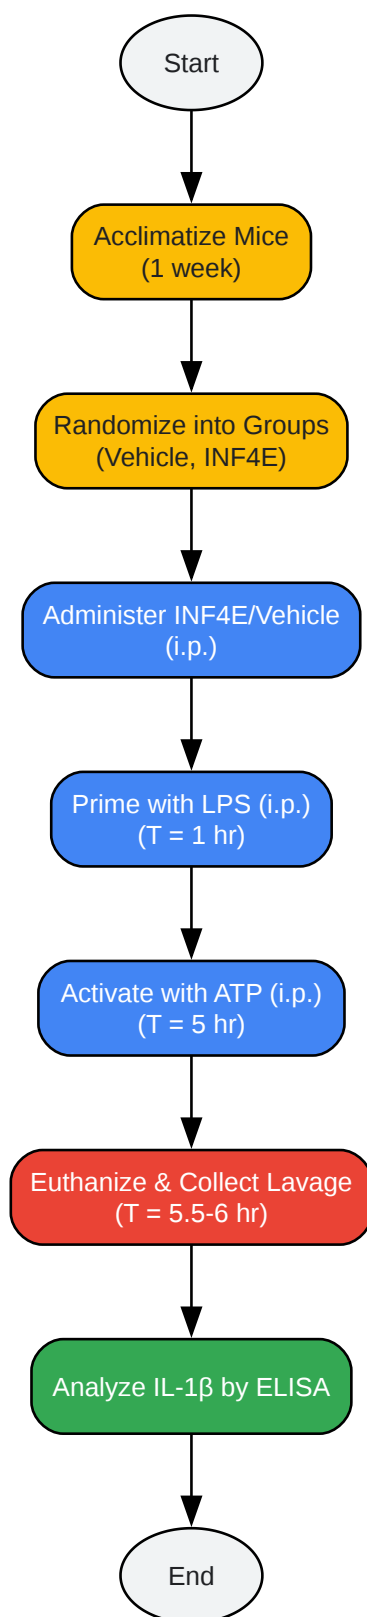 Start
Acclimatize Mice
(1 week)
Randomize into Groups
(Vehicle, INF4E)
Administer INF4E/Vehicle
(i.p.)
Prime with LPS (i.p.)
(T = 1 hr)
Activate with ATP (i.p.)
(T = 5 hr)
Euthanize & Collect Lavage
(T = 5.5-6 hr)
Analyze IL-1β by ELISA
End